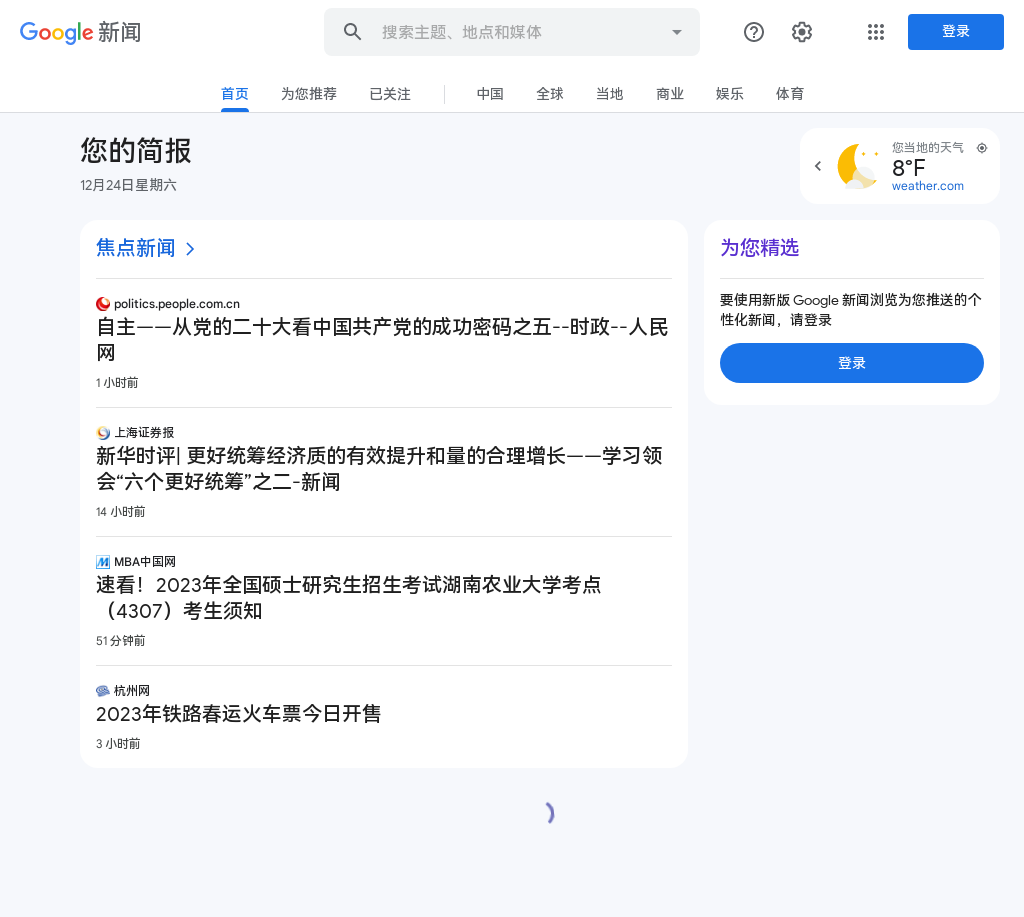 Google 新闻
搜索主题、地点和媒体
登录
首页
为您推荐
已关注
中国
全球
当地
商业
娱乐
体育
您的简报
12月24日星期六
您当地的天气
8°F
weather.com
焦点新闻
politics.people.com.cn
自主——从党的二十大看中国共产党的成功密码之五--时政--人民
网
1 小时前
上海证券报
新华时评| 更好统筹经济质的有效提升和量的合理增长——学习领
会“六个更好统筹”之二-新闻
14 小时前
MBA中国网
速看！2023年全国硕士研究生招生考试湖南农业大学考点
（4307）考生须知
51 分钟前
杭州网
2023年铁路春运火车票今日开售
3 小时前
为您精选
要使用新版 Google 新闻浏览为您推送的个
性化新闻，请登录
登录